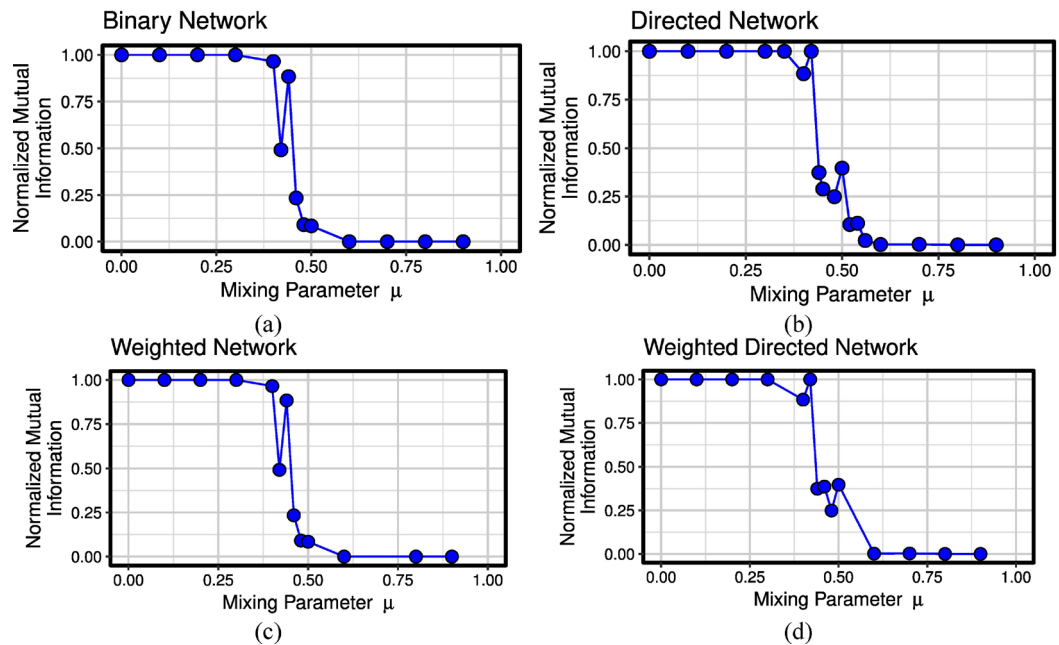 Binary Network
Normalized Mutual
Information
1.00
0.75
0.50
0.25
0.00
0.00 0.25 0.50 0.75 1.00
Mixing Parameter μ
(a)
Directed Network
Normalized Mutual
Information
1.00
0.75
0.50
0.25
0.00
0.00 0.25 0.50 0.75 1.00
Mixing Parameter μ
(b)
Weighted Network
Normalized Mutual
Information
1.00
0.75
0.50
0.25
0.00
0.00 0.25 0.50 0.75 1.00
Mixing Parameter μ
(c)
Weighted Directed Network
Normalized Mutual
Information
1.00
0.75
0.50
0.25
0.00
0.00 0.25 0.50 0.75 1.00
Mixing Parameter μ
(d)